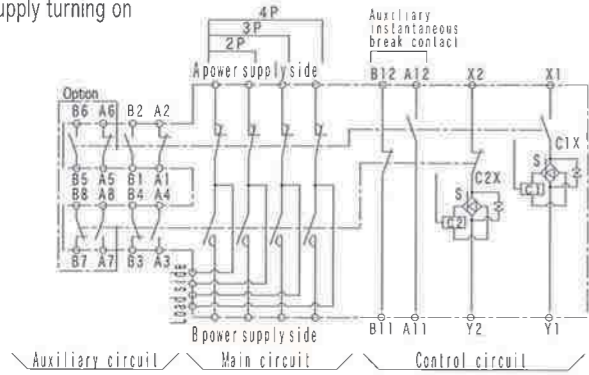 upply turning on
4P
3P
2P
Auxiliary
instantaneous
break contact
A power supply side
B12 A12 X2 X1
Option
B6 A6 B2 A2
C1X
S
B5 A5 B1 A1
B8 A8 B4 A4
C2X
C1
S
C2
B7 A7 B3 A3
Load side
B power supply side
B11 A11 Y2 Y1
Auxiliary circuit
Main circuit
Control circuit